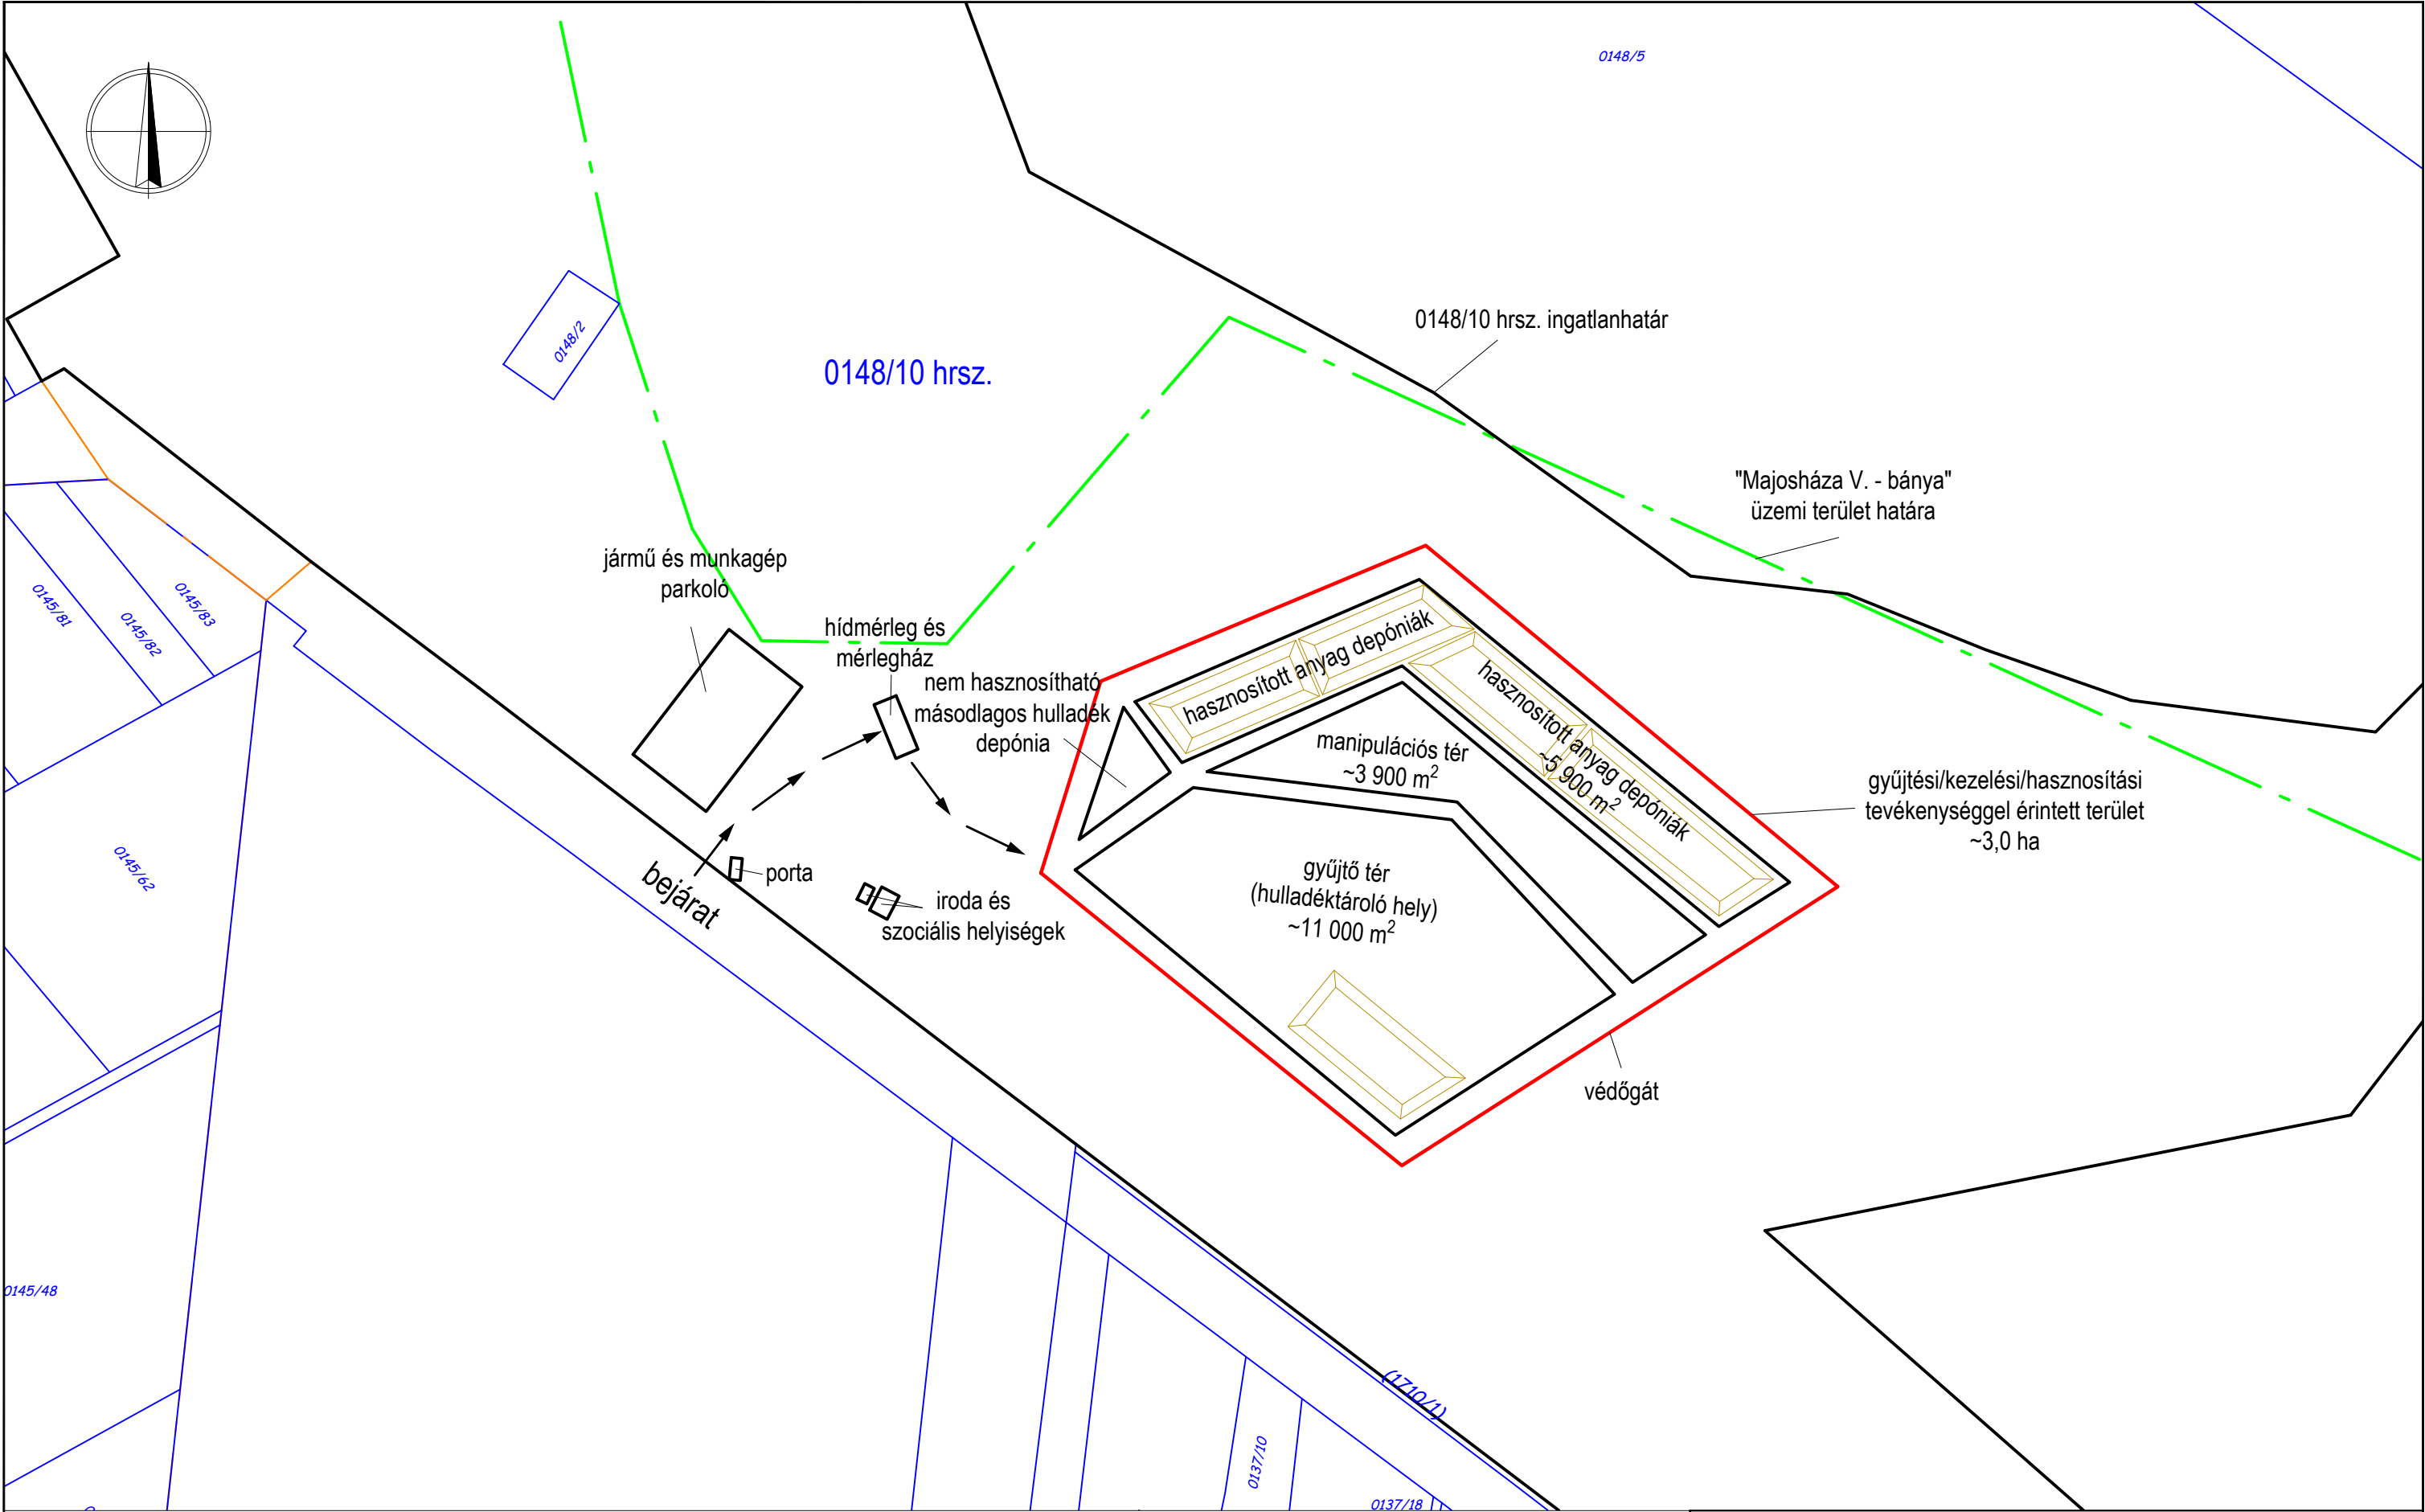 0148/5
0148/10 hrsz. ingatlanhatár
0148/2
0148/10 hrsz.
"Majosháza V. - bánya"
üzemi terület határa
jármű és munkagép
parkoló
0145/81
0145/82
0145/83
hídmérleg és
mérlegház
nem hasznosítható
másodlagos hulladék
depónia
hasznosított anyag depóniák
hasznosított anyag depóniák
~5 900 m²
manipulációs tér
~3 900 m²
gyűjtési/kezelési/hasznosítási
tevékenységgel érintett terület
~3,0 ha
0145/62
bejárat
porta
iroda és
szociális helyiségek
gyűjtő tér
(hulladéktároló hely)
~11 000 m²
védőgát
0145/48
(1710/1)
0137/10
0137/18